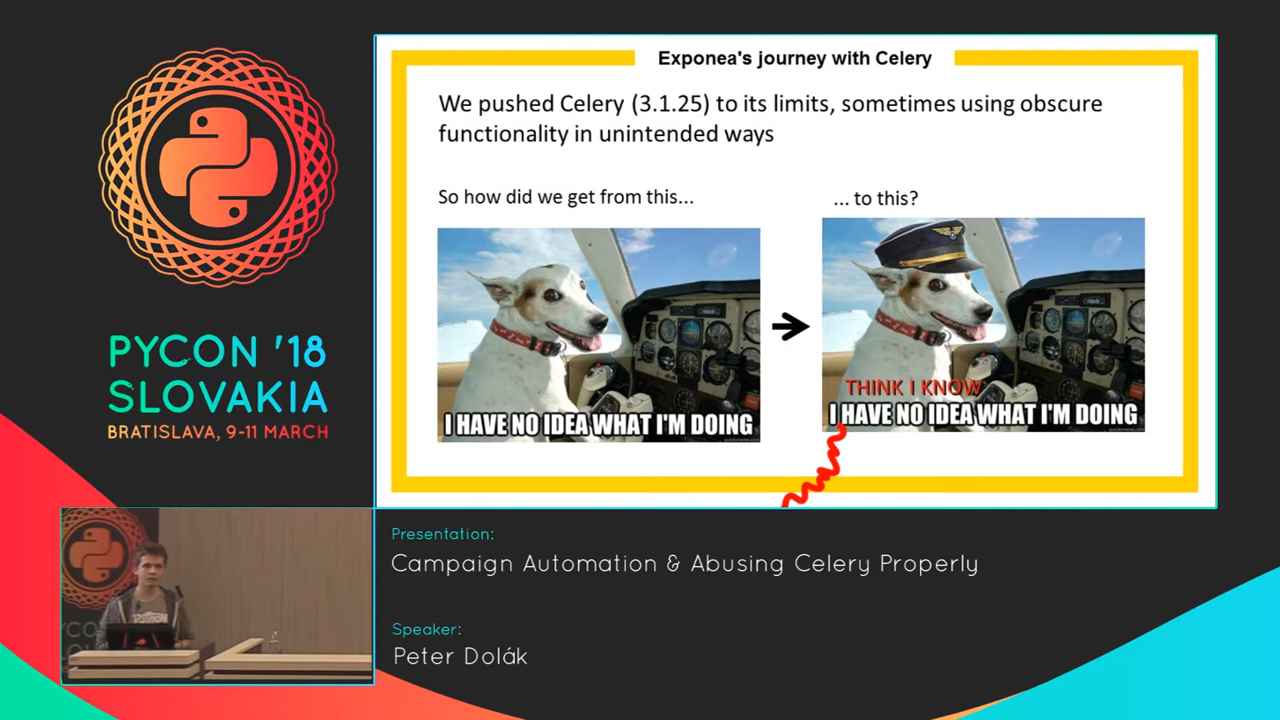 PYCON '18
SLOVAKIA
BRATISLAVA, 9-11 MARCH
Exponea's journey with Celery
We pushed Celery (3.1.25) to its limits, sometimes using obscure
functionality in unintended ways
So how did we get from this...
... to this?
I HAVE NO IDEA WHAT I'M DOING
THINK I KNOW
I HAVE NO IDEA WHAT I'M DOING
Presentation:
Campaign Automation & Abusing Celery Properly
Speaker:
Peter Dolák